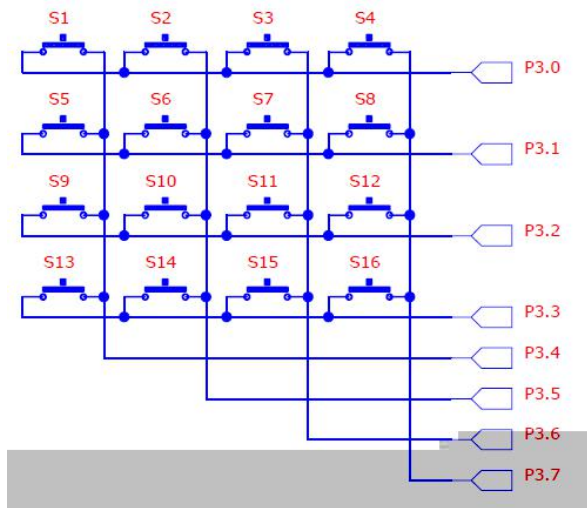 S1 S2 S3 S4
P3.0
S5 S6 S7 S8
P3.1
S9 S10 S11 S12
P3.2
S13 S14 S15 S16
P3.3
P3.4
P3.5
P3.6
P3.7